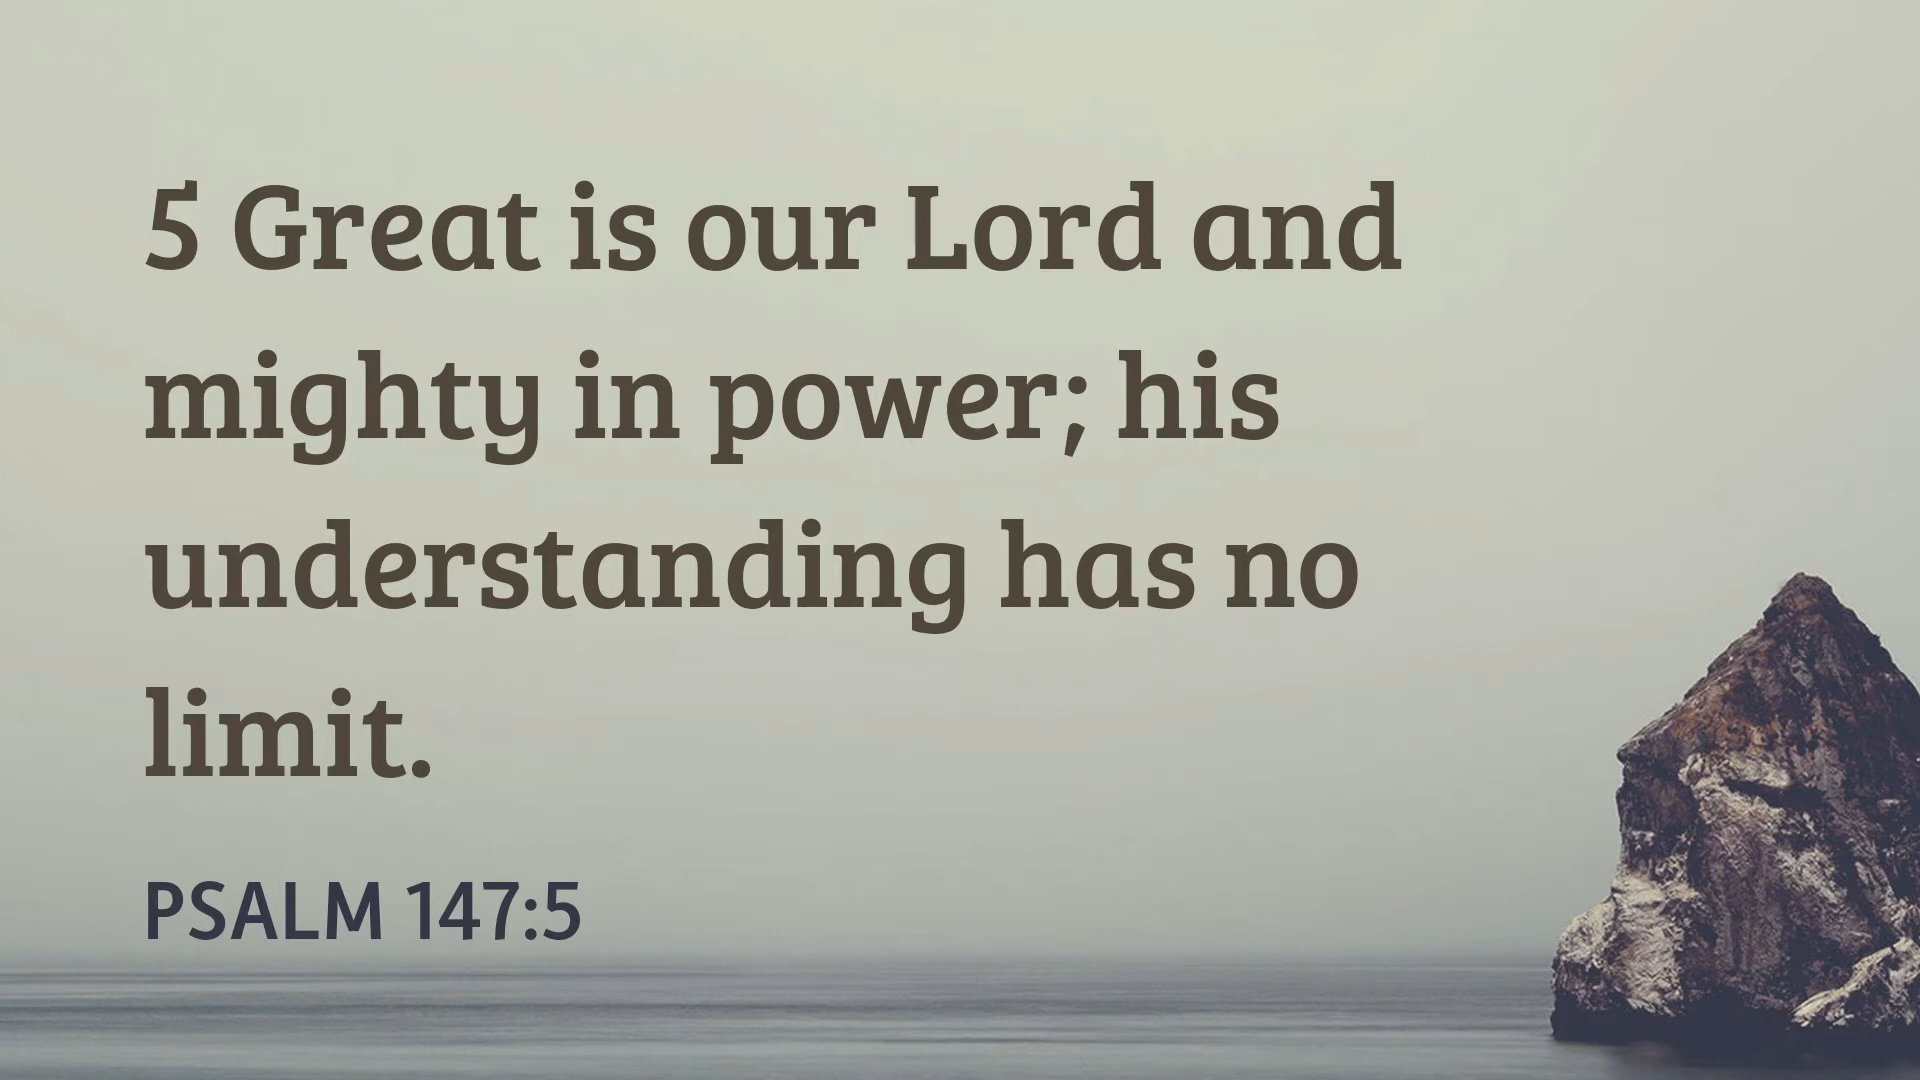 5 Great is our Lord and
mighty in power; his
understanding has no
limit.
PSALM 147:5